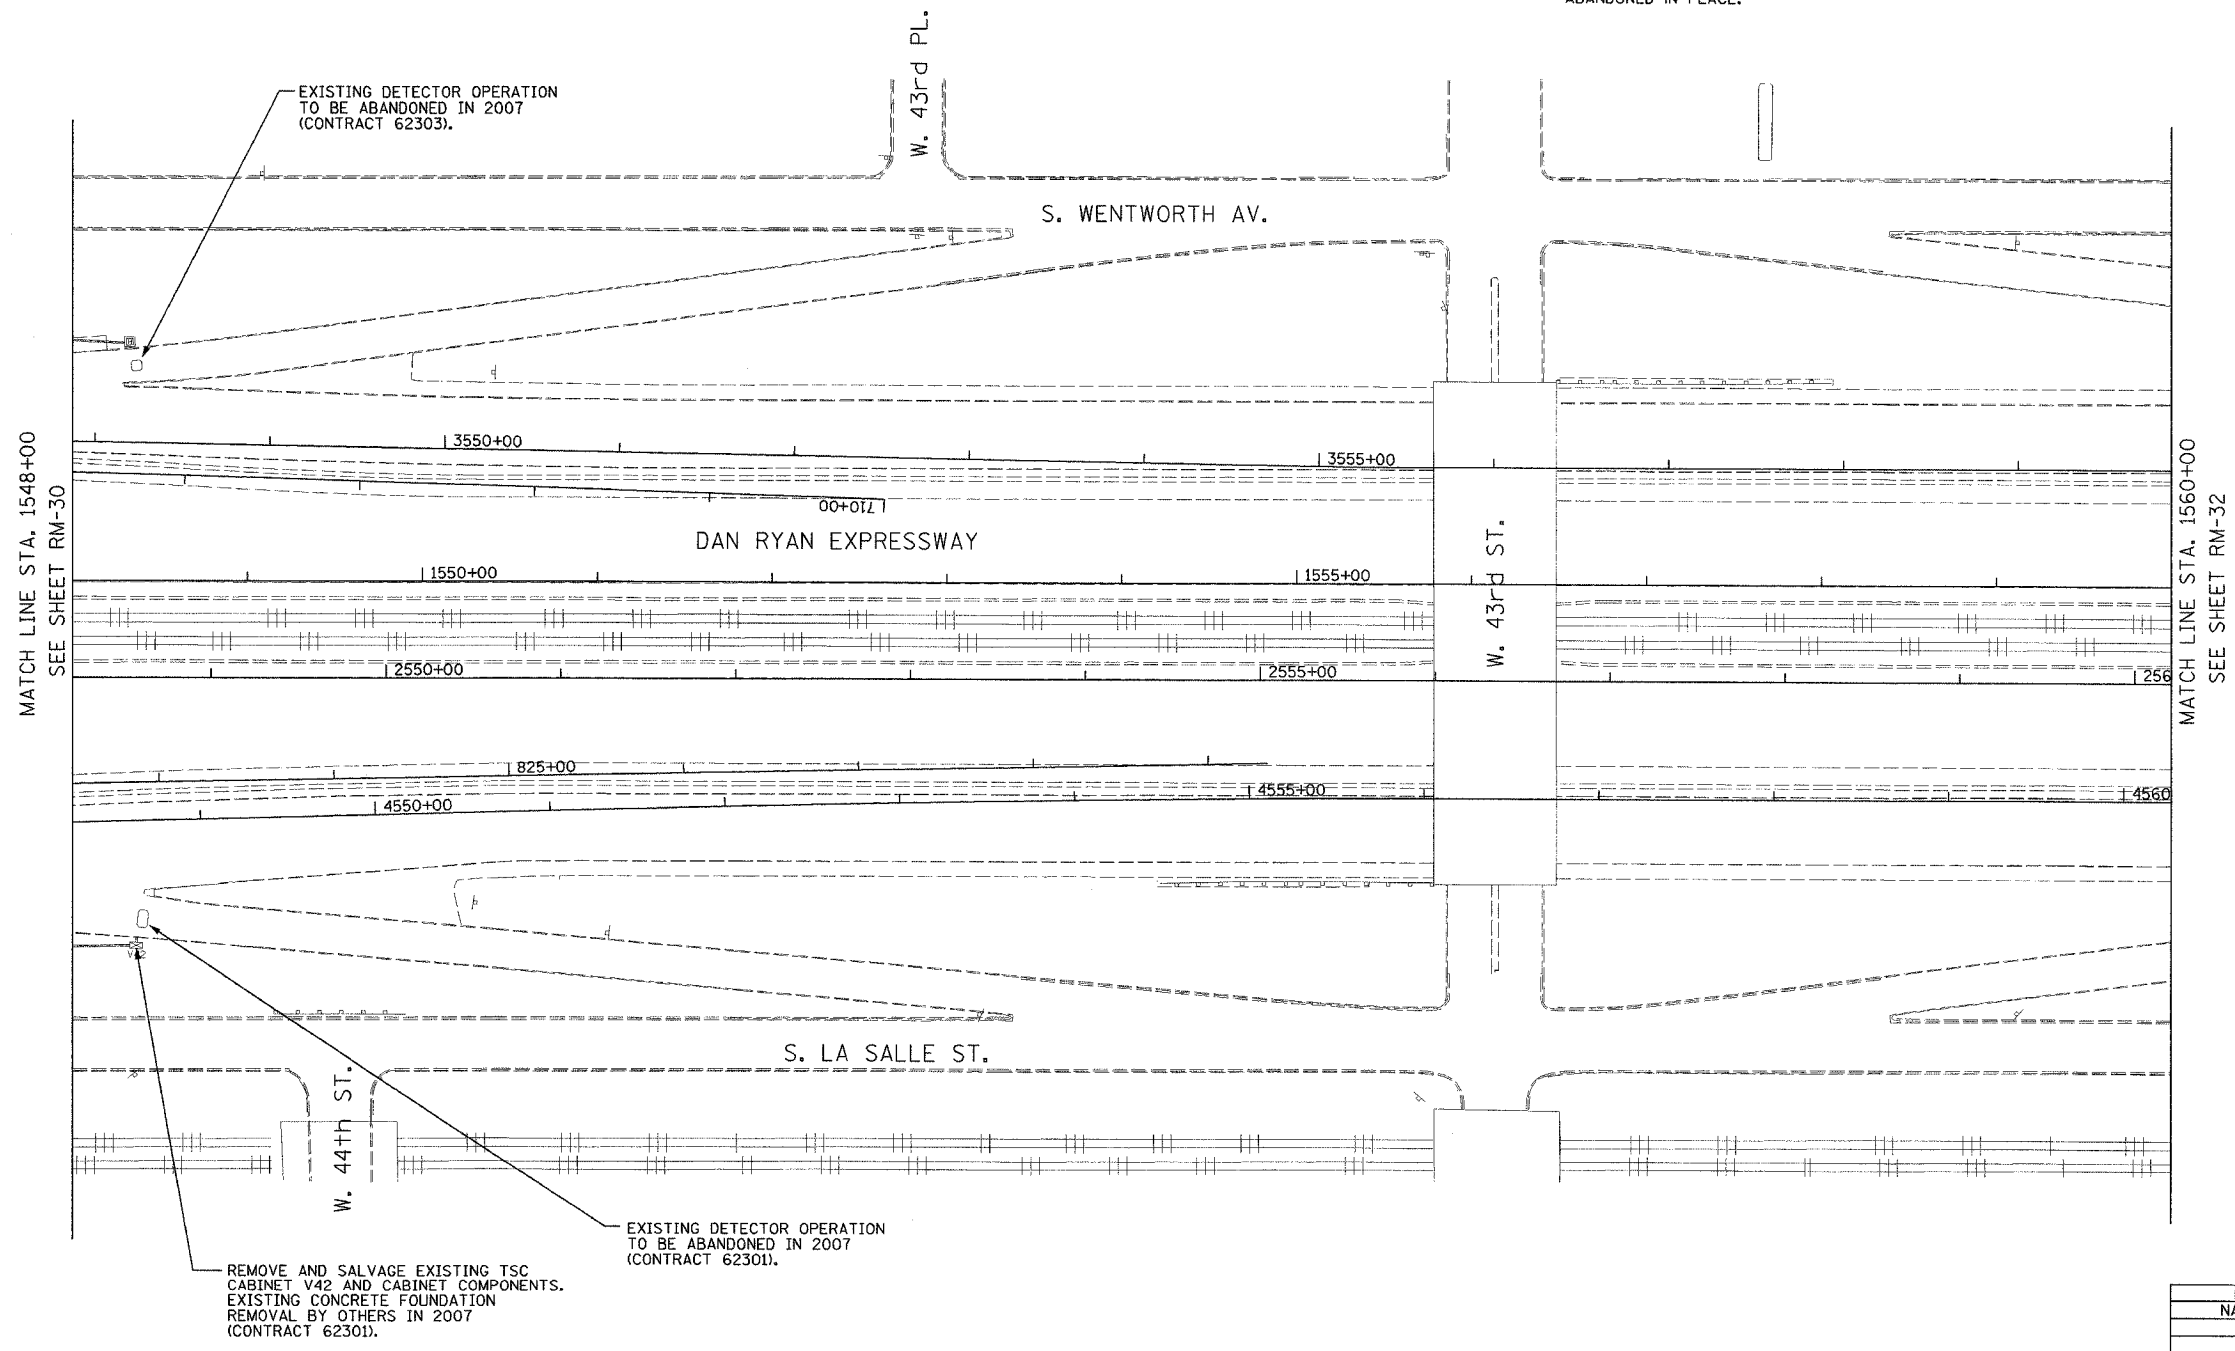 ABANDONED IN PLACE.
W. 43rd PL.
EXISTING DETECTOR OPERATION
TO BE ABANDONED IN 2007
(CONTRACT 62303).
S. WENTWORTH AV.
MATCH LINE STA. 1548+00
SEE SHEET RM-30
3550+00
3555+00
710+00
DAN RYAN EXPRESSWAY
W. 43rd ST.
1550+00
1555+00
2550+00
2555+00
256
MATCH LINE STA. 1560+00
SEE SHEET RM-32
825+00
4550+00
4555+00
4560
V42
S. LA SALLE ST.
W. 44th ST.
EXISTING DETECTOR OPERATION
TO BE ABANDONED IN 2007
(CONTRACT 62301).
REMOVE AND SALVAGE EXISTING TSC
CABINET V42 AND CABINET COMPONENTS.
EXISTING CONCRETE FOUNDATION
REMOVAL BY OTHERS IN 2007
(CONTRACT 62301).